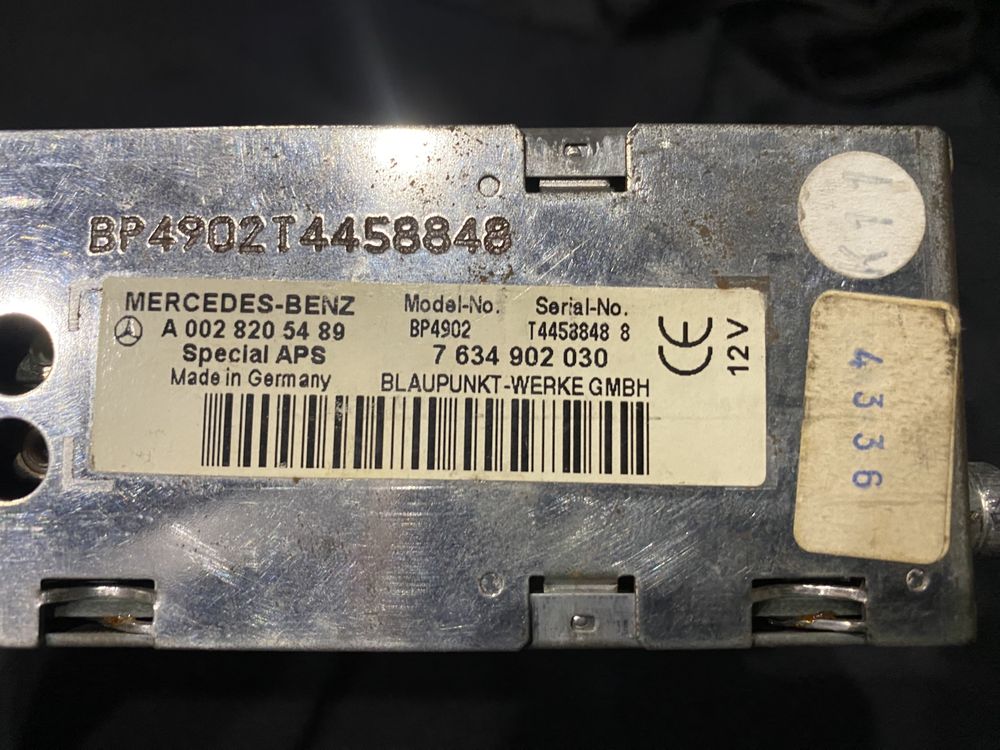 BP4902T4458848
MERCEDES-BENZ
A 002 820 54 89
Special APS
Made in Germany
Model-No. Serial-No.
BP4902 T4458848 8
7 634 902 030
BLAUPUNKT-WERKE GMBH
CE
12V
4336